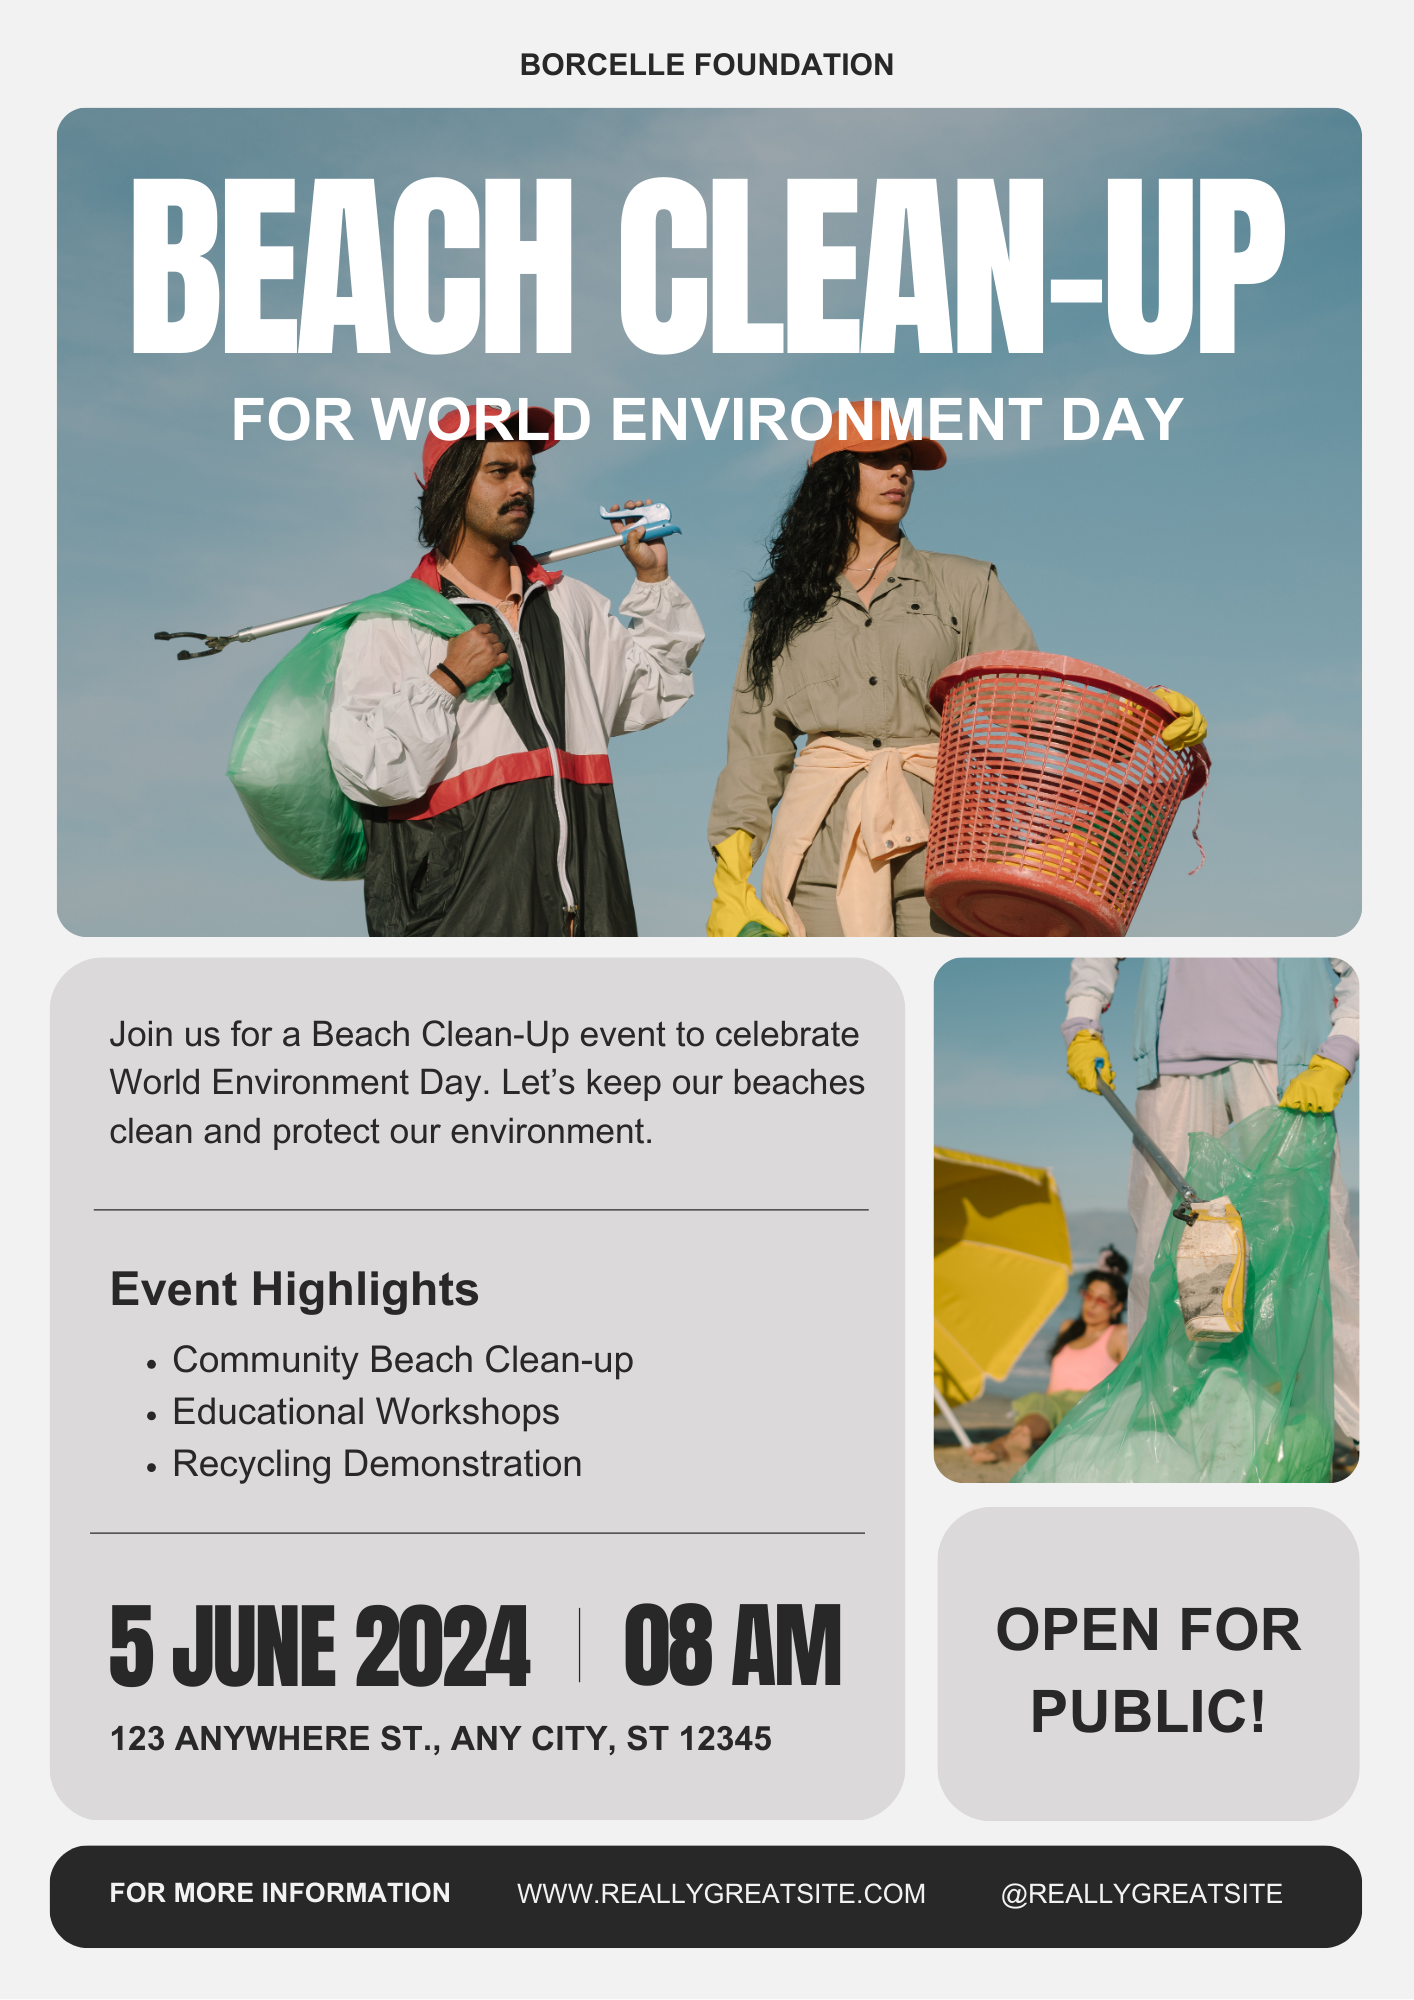 BORCELLE FOUNDATION
BEACH CLEAN-UP
FOR WORLD ENVIRONMENT DAY
Join us for a Beach Clean-Up event to celebrate
World Environment Day. Let’s keep our beaches
clean and protect our environment.
Event Highlights
• Community Beach Clean-up
• Educational Workshops
• Recycling Demonstration
5 JUNE 2024 | 08 AM
123 ANYWHERE ST., ANY CITY, ST 12345
OPEN FOR
PUBLIC!
FOR MORE INFORMATION WWW.REALLYGREATSITE.COM @REALLYGREATSITE